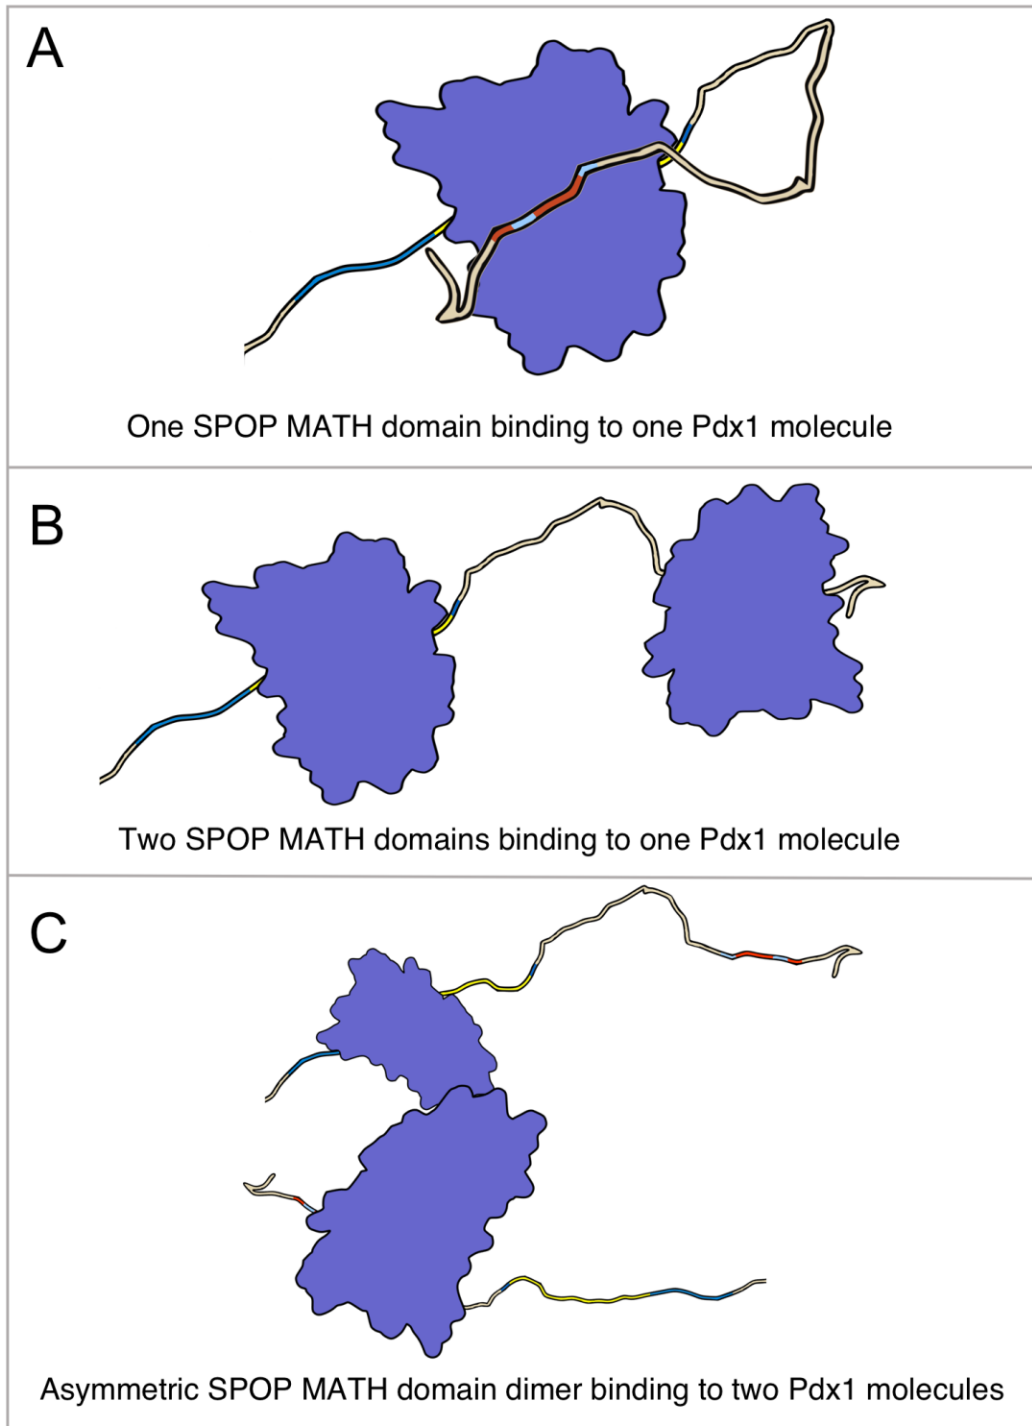 A
One SPOP MATH domain binding to one Pdx1 molecule
B
Two SPOP MATH domains binding to one Pdx1 molecule
C
Asymmetric SPOP MATH domain dimer binding to two Pdx1 molecules